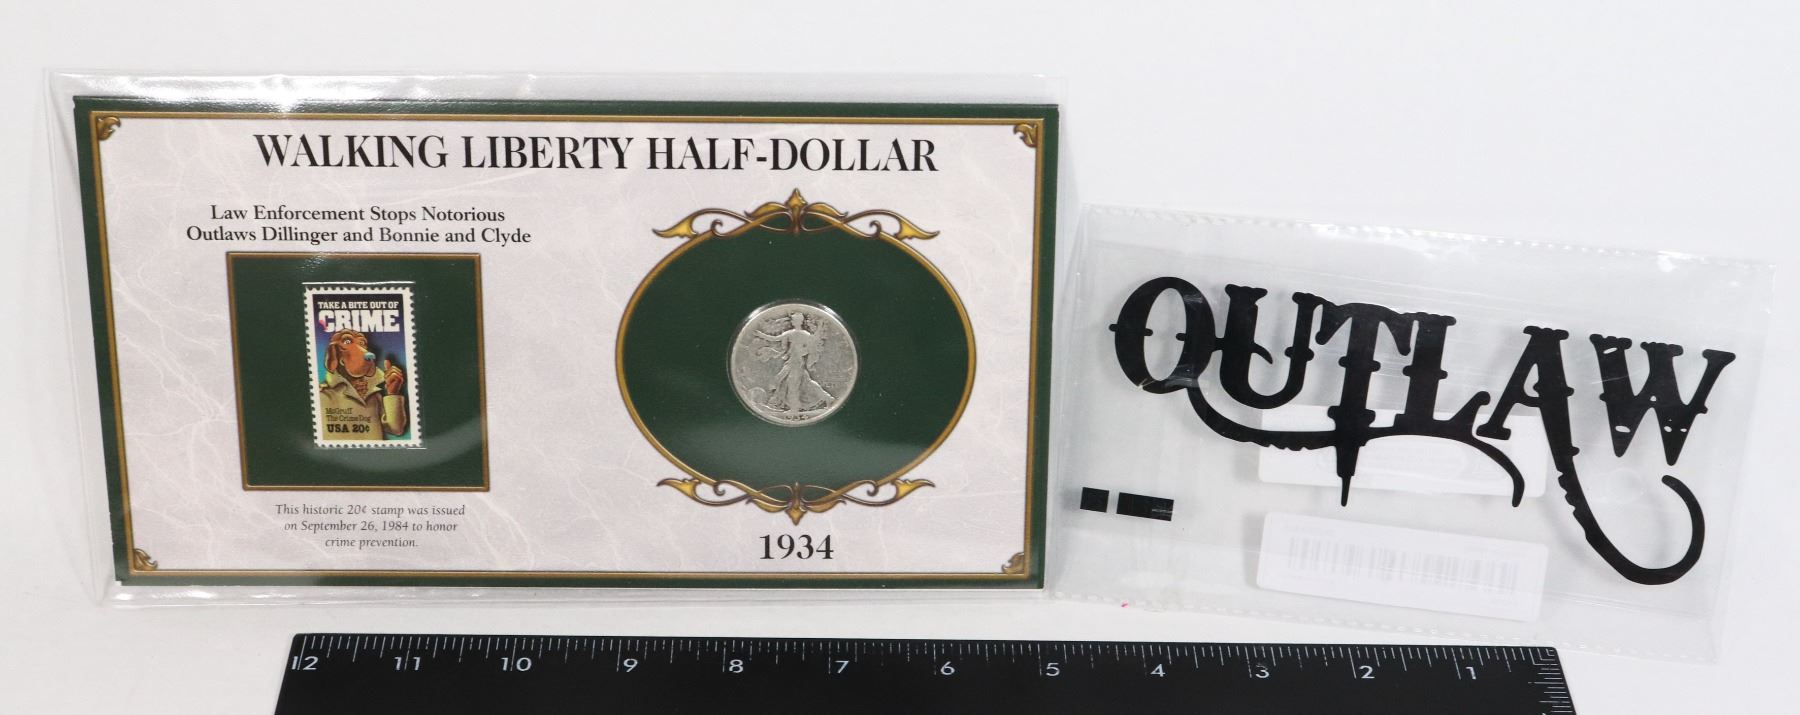 WALKING LIBERTY HALF-DOLLAR
Law Enforcement Stops Notorious
Outlaws Dillinger and Bonnie and Clyde
TAKE A BITE OUT OF
CRIME
McGruff
The Crime Dog
USA 20¢
This historic 20¢ stamp was issued
on September 26, 1984 to honor
crime prevention.
1934
OUTLAW
12 11 10 9 8 7 6 5 4 3 2 1